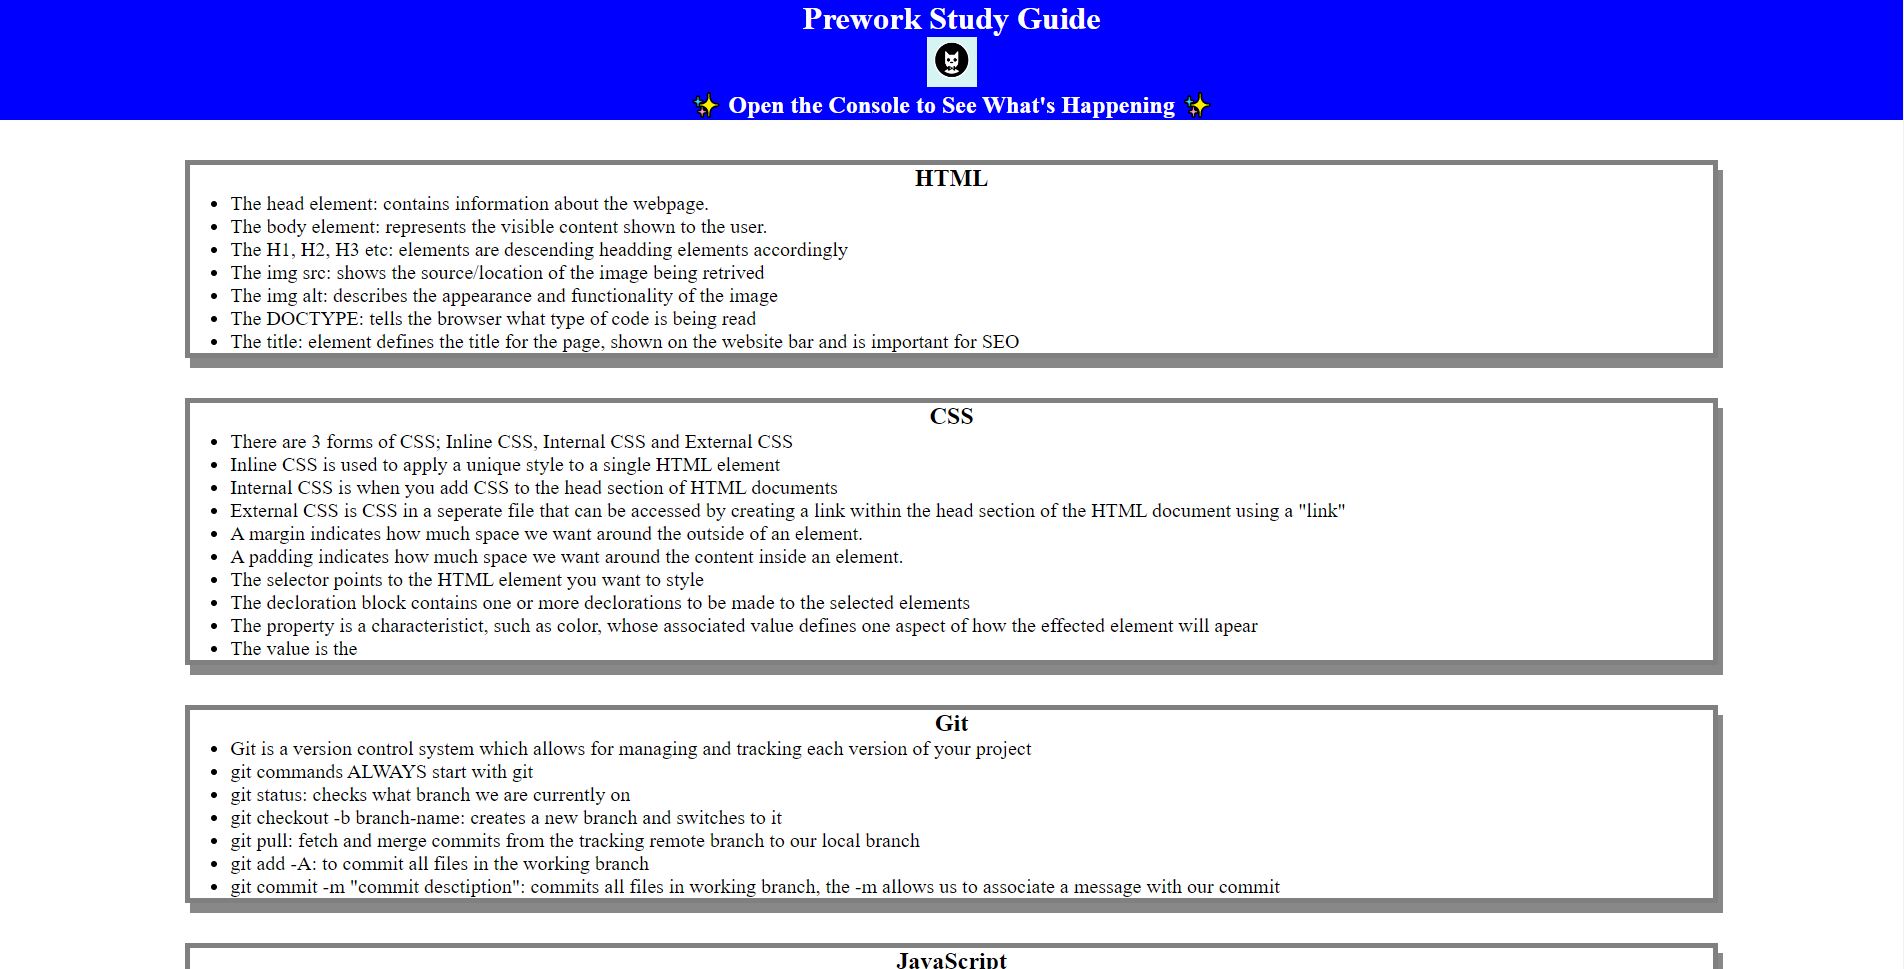 Prework Study Guide
✨ Open the Console to See What's Happening ✨
HTML
• The head element: contains information about the webpage.
• The body element: represents the visible content shown to the user.
• The H1, H2, H3 etc: elements are descending headding elements accordingly
• The img src: shows the source/location of the image being retrived
• The img alt: describes the appearance and functionality of the image
• The DOCTYPE: tells the browser what type of code is being read
• The title: element defines the title for the page, shown on the website bar and is important for SEO
CSS
• There are 3 forms of CSS; Inline CSS, Internal CSS and External CSS
• Inline CSS is used to apply a unique style to a single HTML element
• Internal CSS is when you add CSS to the head section of HTML documents
• External CSS is CSS in a seperate file that can be accessed by creating a link within the head section of the HTML document using a "link"
• A margin indicates how much space we want around the outside of an element.
• A padding indicates how much space we want around the content inside an element.
• The selector points to the HTML element you want to style
• The decloration block contains one or more declorations to be made to the selected elements
• The property is a characteristict, such as color, whose associated value defines one aspect of how the effected element will apear
• The value is the
Git
• Git is a version control system which allows for managing and tracking each version of your project
• git commands ALWAYS start with git
• git status: checks what branch we are currently on
• git checkout -b branch-name: creates a new branch and switches to it
• git pull: fetch and merge commits from the tracking remote branch to our local branch
• git add -A: to commit all files in the working branch
• git commit -m "commit desctiption": commits all files in working branch, the -m allows us to associate a message with our commit
JavaScript